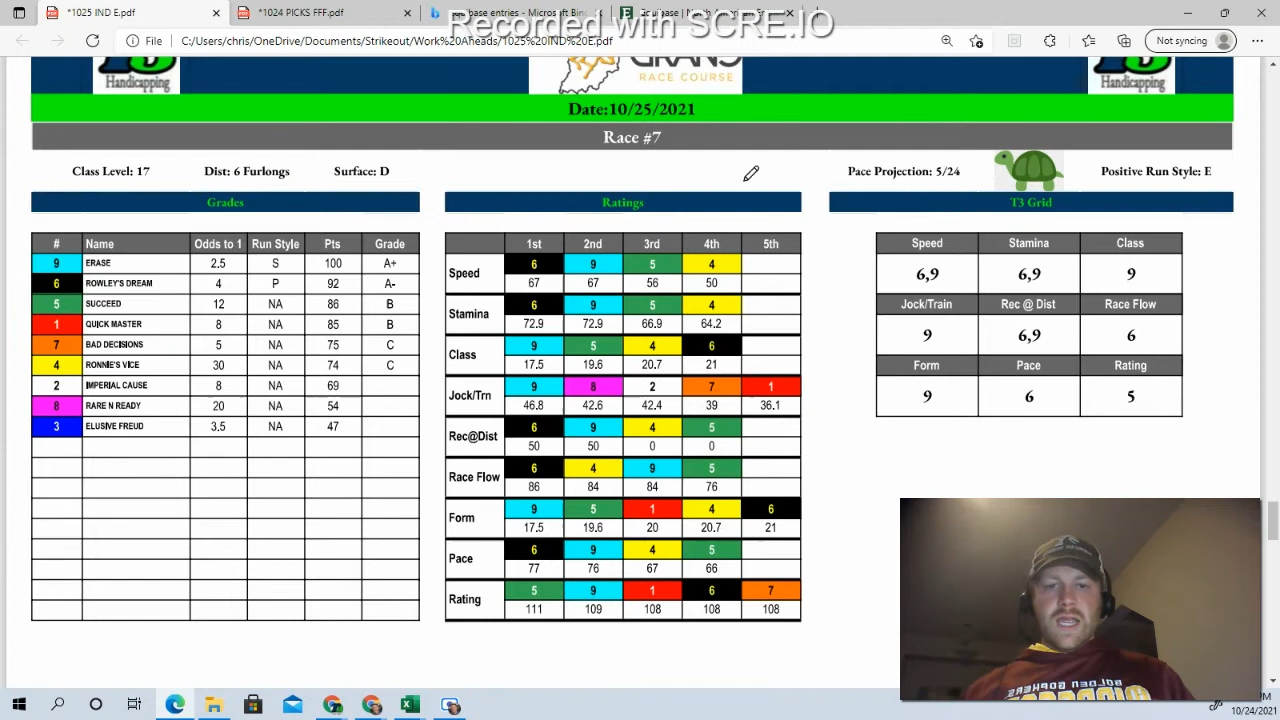 *1025 IND E.pdf
*1024 PICKS FFF.pdf
Recorded with SCRE.IO
File
C:/Users/chris/OneDrive/Documents/Strikeout/Work%20Aheads/1025%20IND%20E.pdf
Not syncing
Handicapping
RACE COURSE
Handicapping
Date:10/25/2021
Race #7
Class Level: 17 Dist: 6 Furlongs Surface: D
Pace Projection: 5/24 Positive Run Style: E
Grades
# Name Odds to 1 Run Style Pts Grade
9 ERASE 2.5 S 100 A+
6 ROWLEY'S DREAM 4 P 92 A-
5 SUCCEED 12 NA 86 B
1 QUICK MASTER 8 NA 85 B
7 BAD DECISIONS 5 NA 75 C
4 RONNIE'S VICE 30 NA 74 C
2 IMPERIAL CAUSE 8 NA 69
8 RARE N READY 20 NA 54
3 ELUSIVE FREUD 3.5 NA 47
Ratings
1st 2nd 3rd 4th 5th
Speed 6 9 5 4
67 67 56 50
Stamina 6 9 5 4
72.9 72.9 66.9 64.2
Class 9 5 4 6
17.5 19.6 20.7 21
Jock/Trn 9 8 2 7 1
46.8 42.6 42.4 39 36.1
Rec@Dist 6 9 4 5
50 50 0 0
Race Flow 6 4 9 5
86 84 84 76
Form 9 5 1 4 6
17.5 19.6 20 20.7 21
Pace 6 9 4 5
77 76 67 66
Rating 5 9 1 6 7
111 109 108 108 108
T3 Grid
Speed Stamina Class
6,9 6,9 9
Jock/Train Rec @ Dist Race Flow
9 6,9 6
Form Pace Rating
9 6 5
10/24/2021